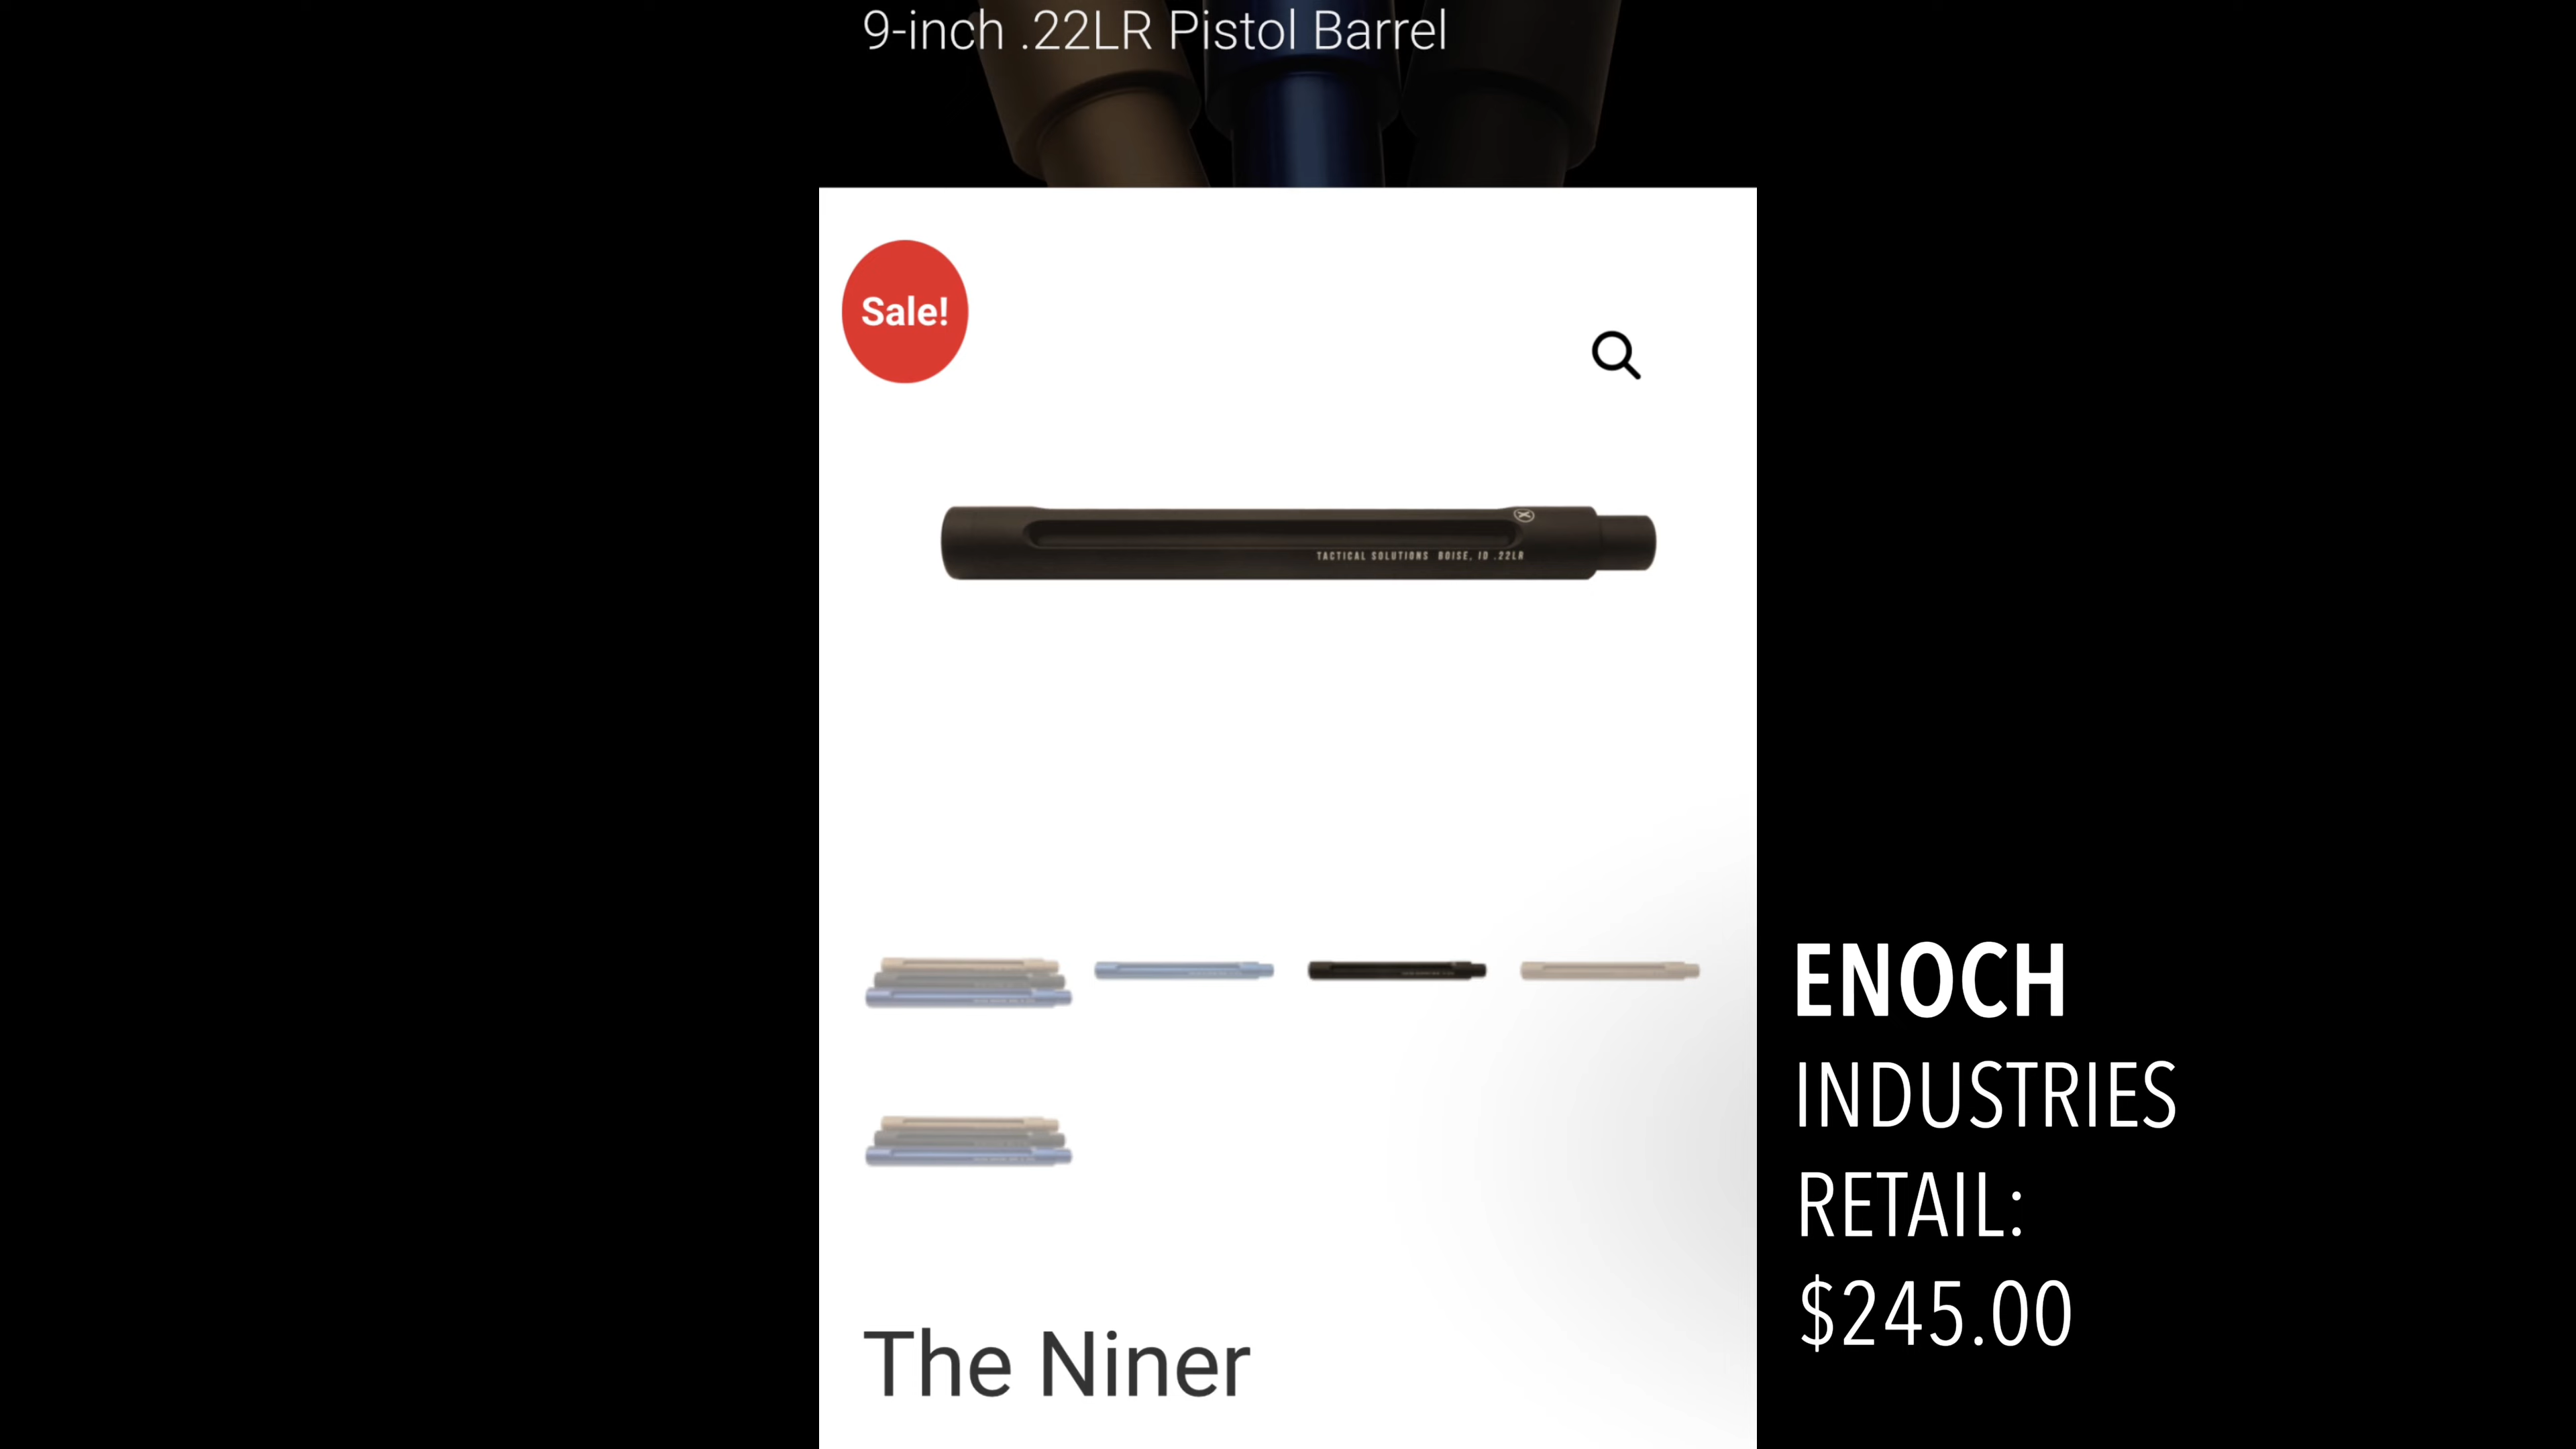 9-inch .22LR Pistol Barrel
Sale!
TACTICAL SOLUTIONS BOISE, ID .22LR
The Niner
ENOCH
INDUSTRIES
RETAIL:
$245.00